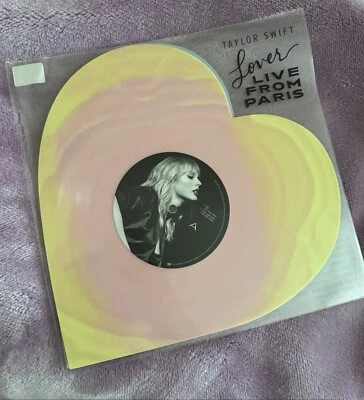 TAYLOR SWIFT
Lover
LIVE
FROM
PARIS
A